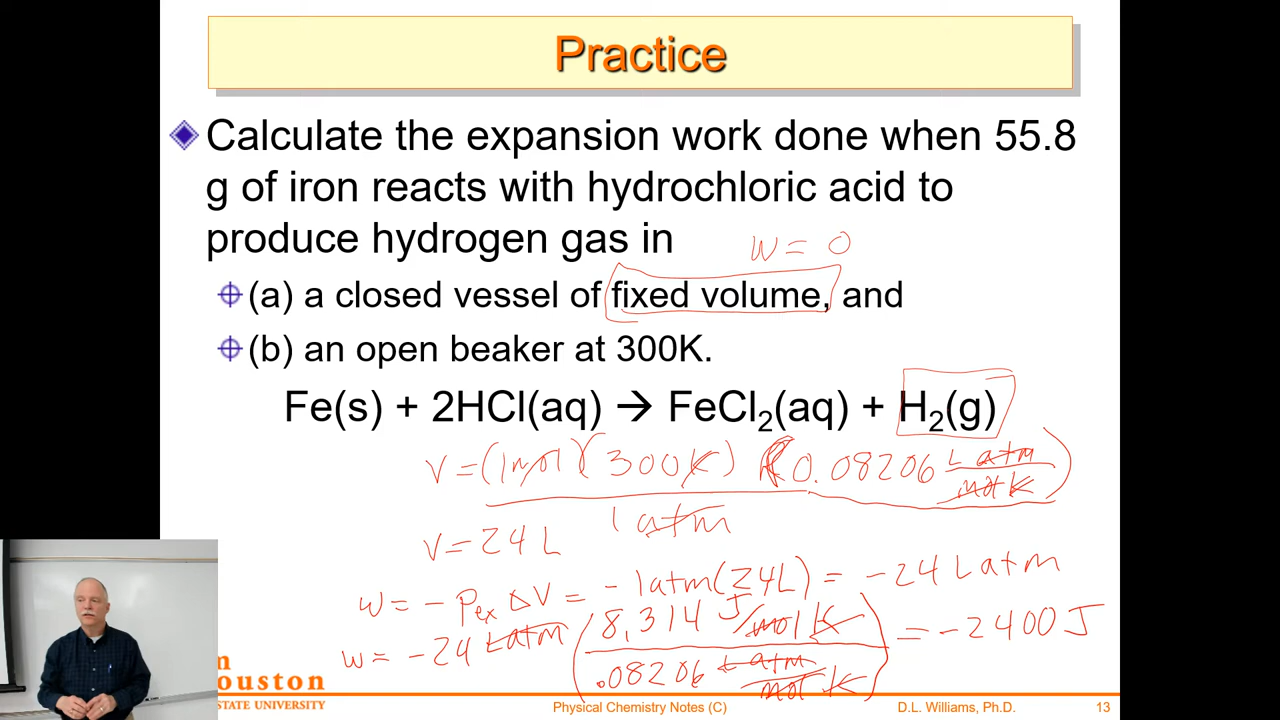 Practice
Calculate the expansion work done when 55.8
g of iron reacts with hydrochloric acid to
produce hydrogen gas in
w = 0
(a) a closed vessel of fixed volume, and
(b) an open beaker at 300K.
Fe(s) + 2HCl(aq) → FeCl₂(aq) + H₂(g)
V = (1mol)(300K)(0.08206 L atm / mol K)
1 atm
V = 24 L
w = - Pex ΔV = - 1atm(24L) = -24 L atm
w = -24 L atm (8.314 J/mol K / .08206 L atm / mol K) = -2400 J
ouston
STATE UNIVERSITY
Physical Chemistry Notes (C)
D.L. Williams, Ph.D.
13